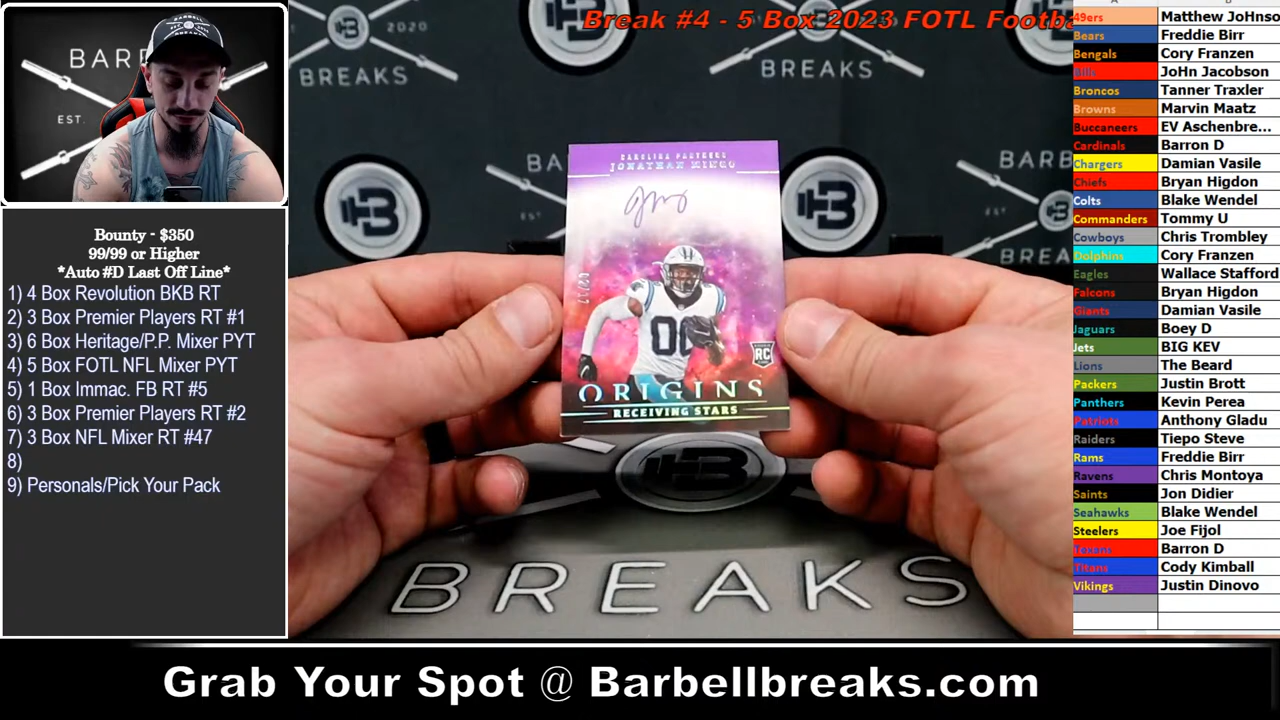 Break #4 - 5 Box 2023 FOTL Footba
BARB
EST.
2020
BREAKS
BREAKS
BARBELL
BREAKS
Bounty - $350
99/99 or Higher
*Auto #D Last Off Line*
1) 4 Box Revolution BKB RT
2) 3 Box Premier Players RT #1
3) 6 Box Heritage/P.P. Mixer PYT
4) 5 Box FOTL NFL Mixer PYT
5) 1 Box Immac. FB RT #5
6) 3 Box Premier Players RT #2
7) 3 Box NFL Mixer RT #47
8)
9) Personals/Pick Your Pack
BA
BARB
EST
CAROLINA PANTHERS
JONATHAN MINGO
RC
ORIGINS
RECEIVING STARS
BREAKS
49ers Matthew JoHnso
Bears Freddie Birr
Bengals Cory Franzen
Bills JoHn Jacobson
Broncos Tanner Traxler
Browns Marvin Maatz
Buccaneers EV Aschenbre...
Cardinals Barron D
Chargers Damian Vasile
Chiefs Bryan Higdon
Colts Blake Wendel
Commanders Tommy U
Cowboys Chris Trombley
Dolphins Cory Franzen
Eagles Wallace Stafford
Falcons Bryan Higdon
Giants Damian Vasile
Jaguars Boey D
Jets BIG KEV
Lions The Beard
Packers Justin Brott
Panthers Kevin Perea
Patriots Anthony Gladu
Raiders Tiepo Steve
Rams Freddie Birr
Ravens Chris Montoya
Saints Jon Didier
Seahawks Blake Wendel
Steelers Joe Fijol
Texans Barron D
Titans Cody Kimball
Vikings Justin Dinovo
Grab Your Spot @ Barbellbreaks.com